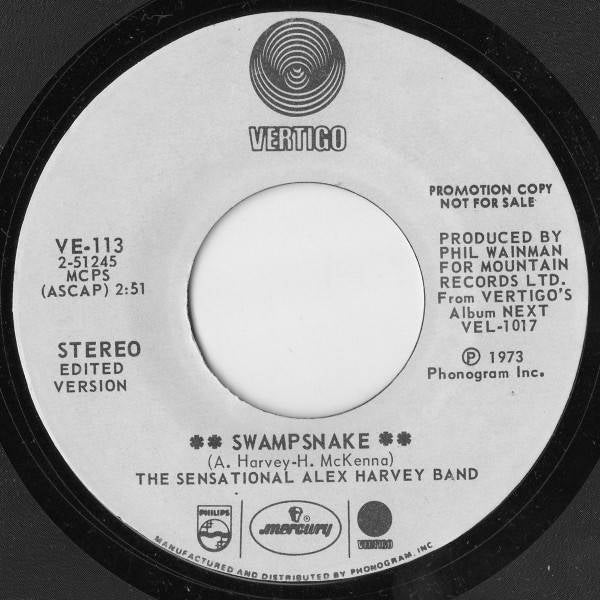 VERTIGO
PROMOTION COPY
NOT FOR SALE
VE-113
2-51245
MCPS
(ASCAP) 2:51
STEREO
EDITED
VERSION
PRODUCED BY
PHIL WAINMAN
FOR MOUNTAIN
RECORDS LTD.
From VERTIGO'S
Album NEXT
VEL-1017
Ⓟ 1973
Phonogram Inc.
** SWAMPSNAKE **
(A. Harvey-H. McKenna)
THE SENSATIONAL ALEX HARVEY BAND
PHILIPS
mercury
VERTIGO
MANUFACTURED AND DISTRIBUTED BY PHONOGRAM, INC